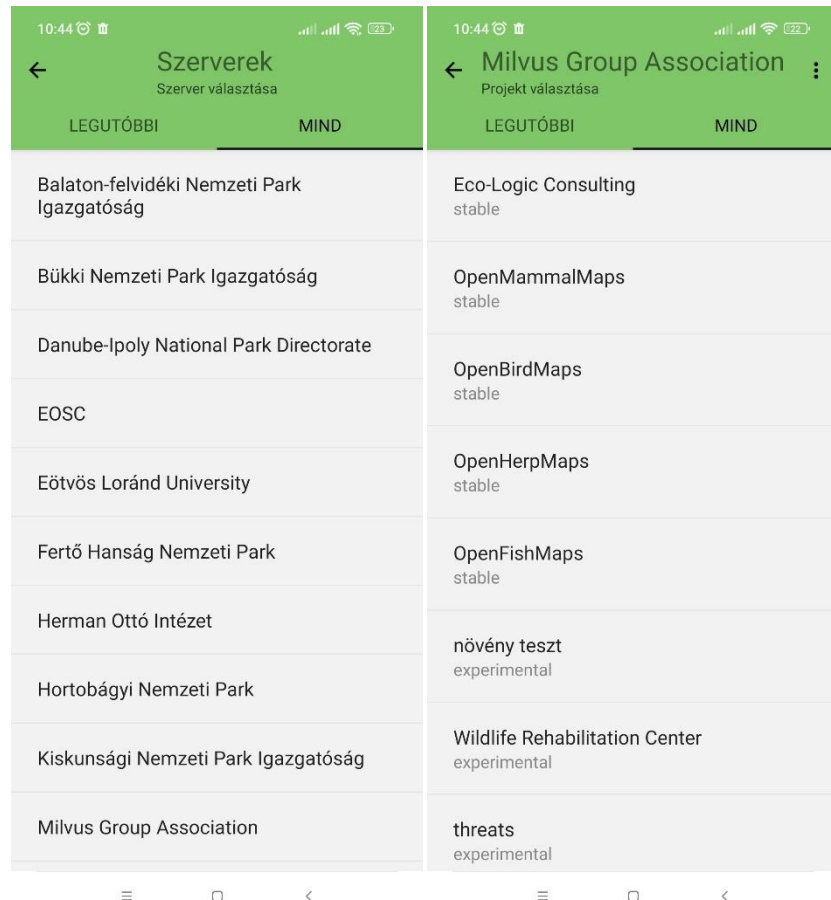 10:44
23
Szerverek
Szerver választása
LEGUTÓBBI
MIND
Balaton-felvidéki Nemzeti Park
Igazgatóság
Bükki Nemzeti Park Igazgatóság
Danube-Ipoly National Park Directorate
EOSC
Eötvös Loránd University
Fertő Hanság Nemzeti Park
Herman Ottó Intézet
Hortobágyi Nemzeti Park
Kiskunsági Nemzeti Park Igazgatóság
Milvus Group Association
10:44
22
Milvus Group Association
Projekt választása
LEGUTÓBBI
MIND
Eco-Logic Consulting
stable
OpenMammalMaps
stable
OpenBirdMaps
stable
OpenHerpMaps
stable
OpenFishMaps
stable
növény teszt
experimental
Wildlife Rehabilitation Center
experimental
threats
experimental